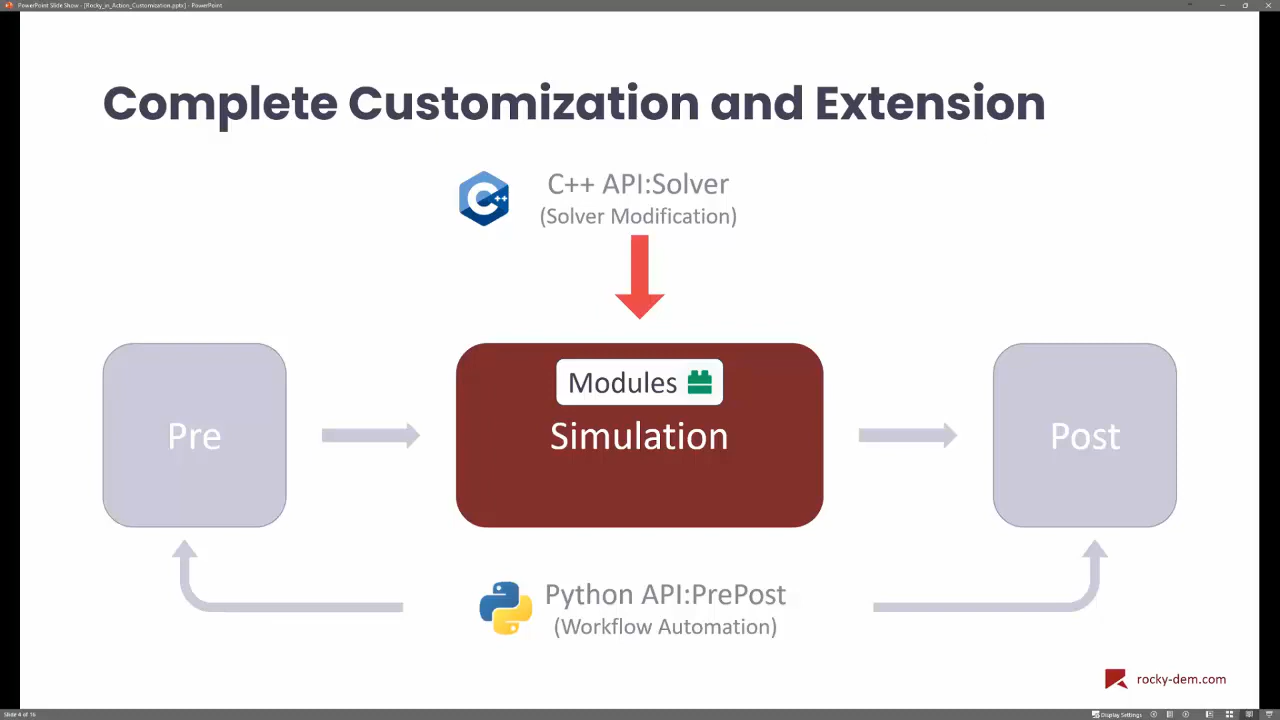 PowerPoint Slide Show - [Rocky_in_Action_Customization.pptx] - PowerPoint
Complete Customization and Extension
C++ API:Solver
(Solver Modification)
Modules
Pre
Simulation
Post
Python API:PrePost
(Workflow Automation)
rocky-dem.com
Slide 4 of 16
Display Settings